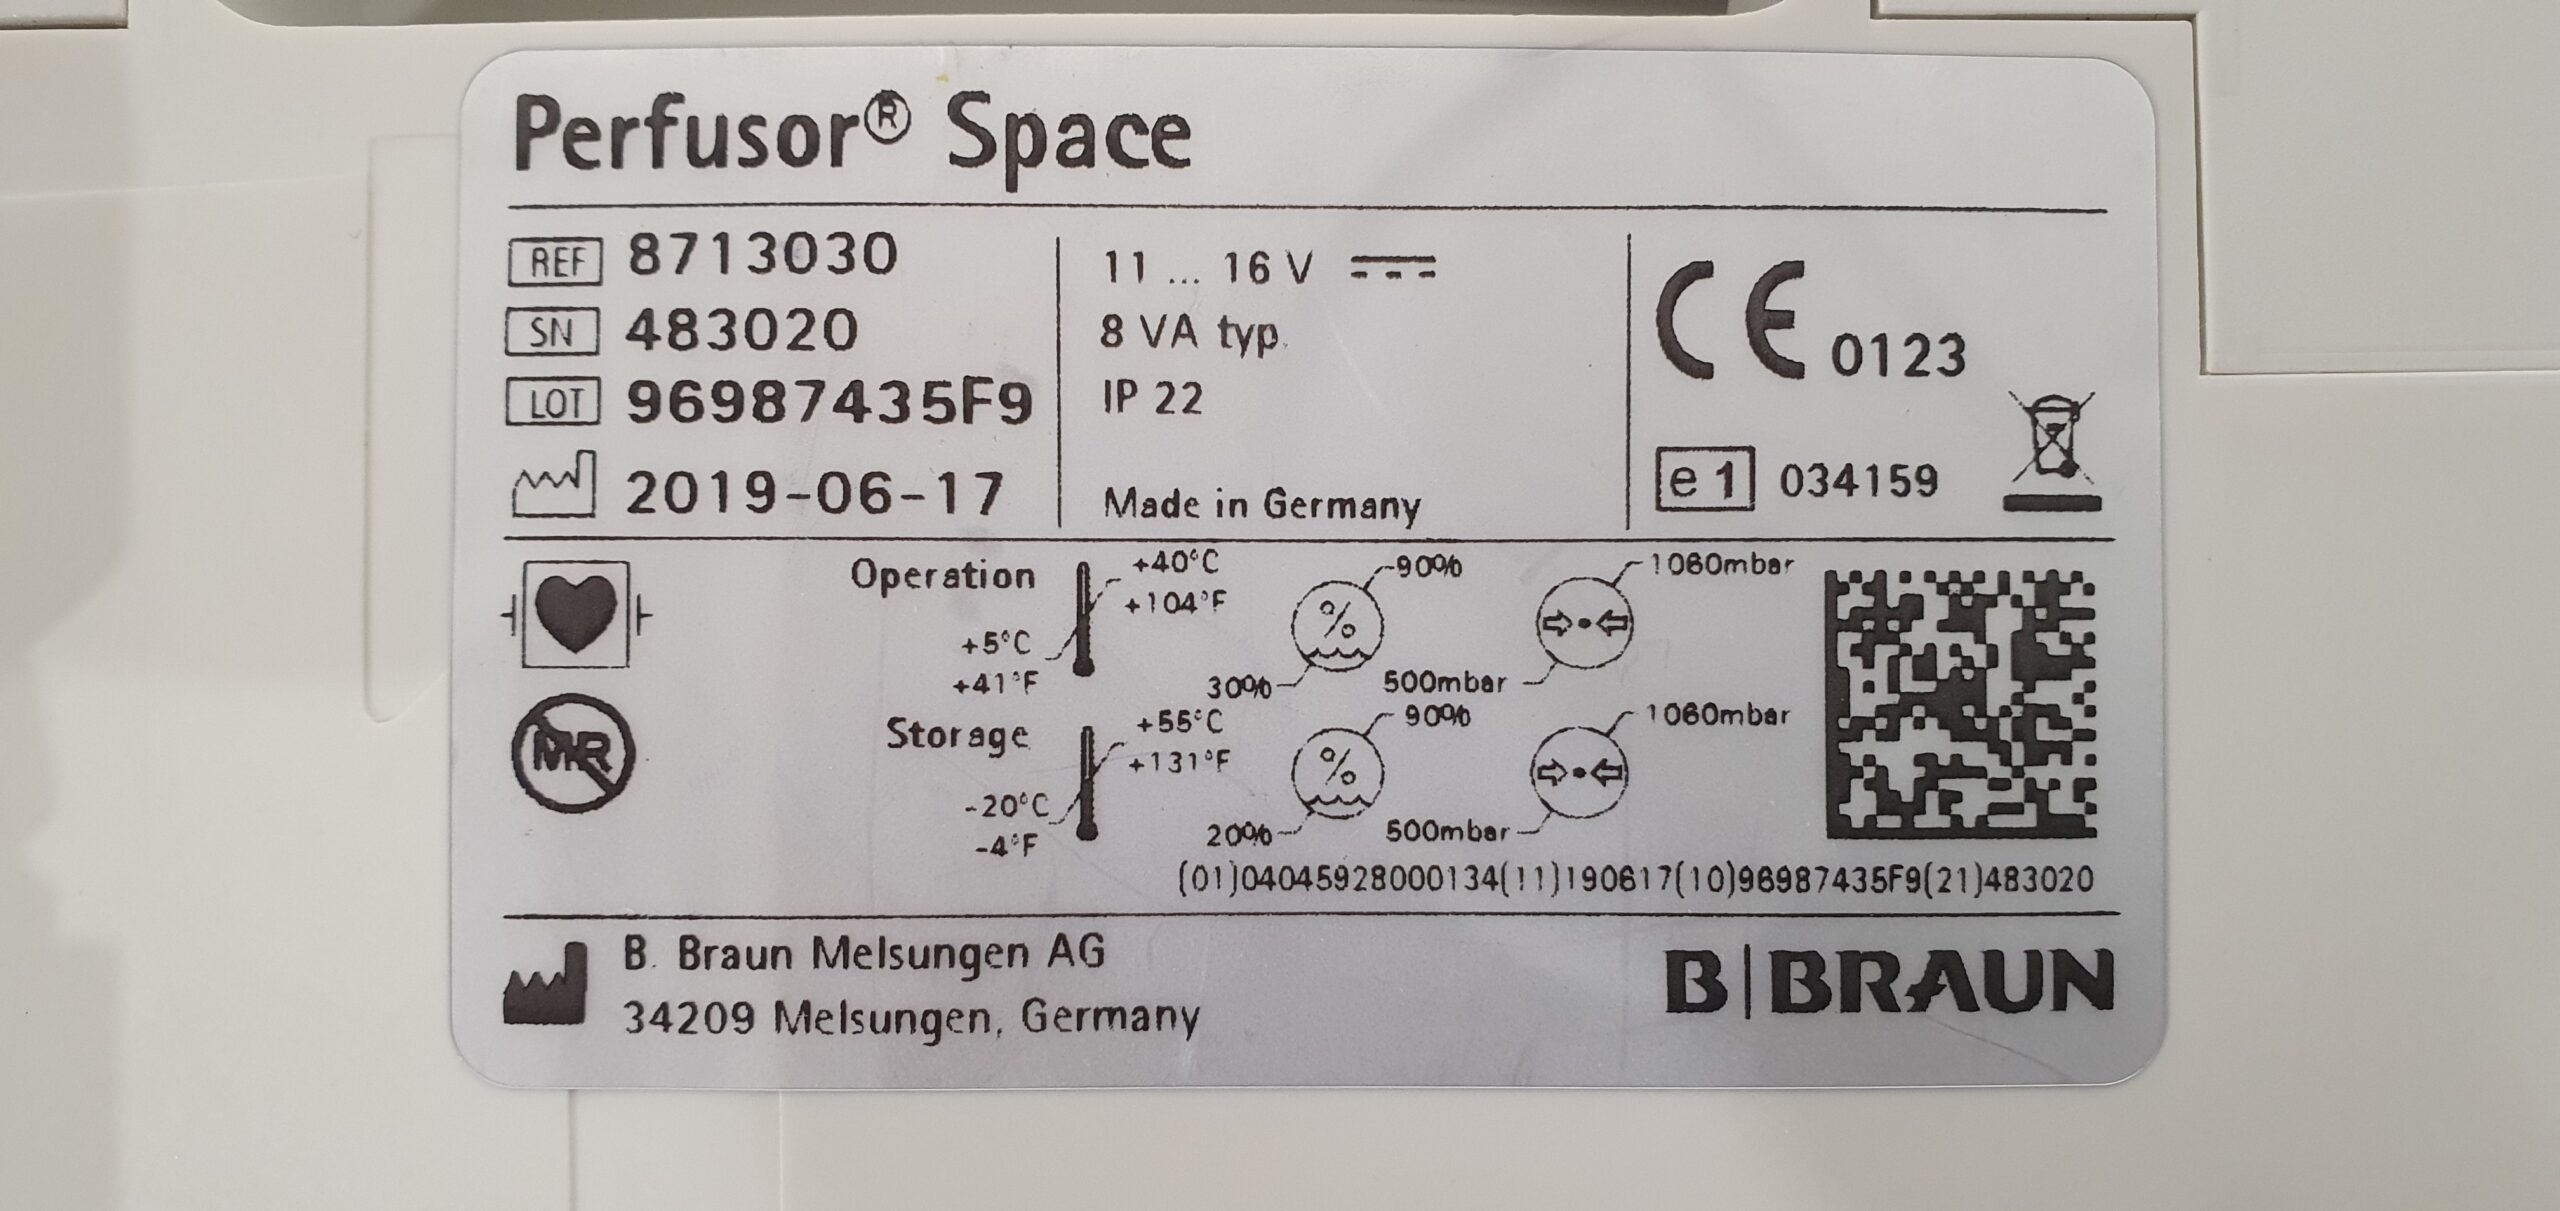 Perfusor® Space
REF 8713030
SN 483020
LOT 96987435F9
2019-06-17
11 ... 16 V
8 VA typ.
IP 22
Made in Germany
CE 0123
e1 034159
Operation
+40°C
+104°F
+5°C
+41°F
%
90%
30%
1060mbar
500mbar
MR
Storage
+55°C
+131°F
-20°C
-4°F
%
90%
20%
1060mbar
500mbar
(01)04045928000134(11)190617(10)96987435F9(21)483020
B. Braun Melsungen AG
34209 Melsungen, Germany
B|BRAUN